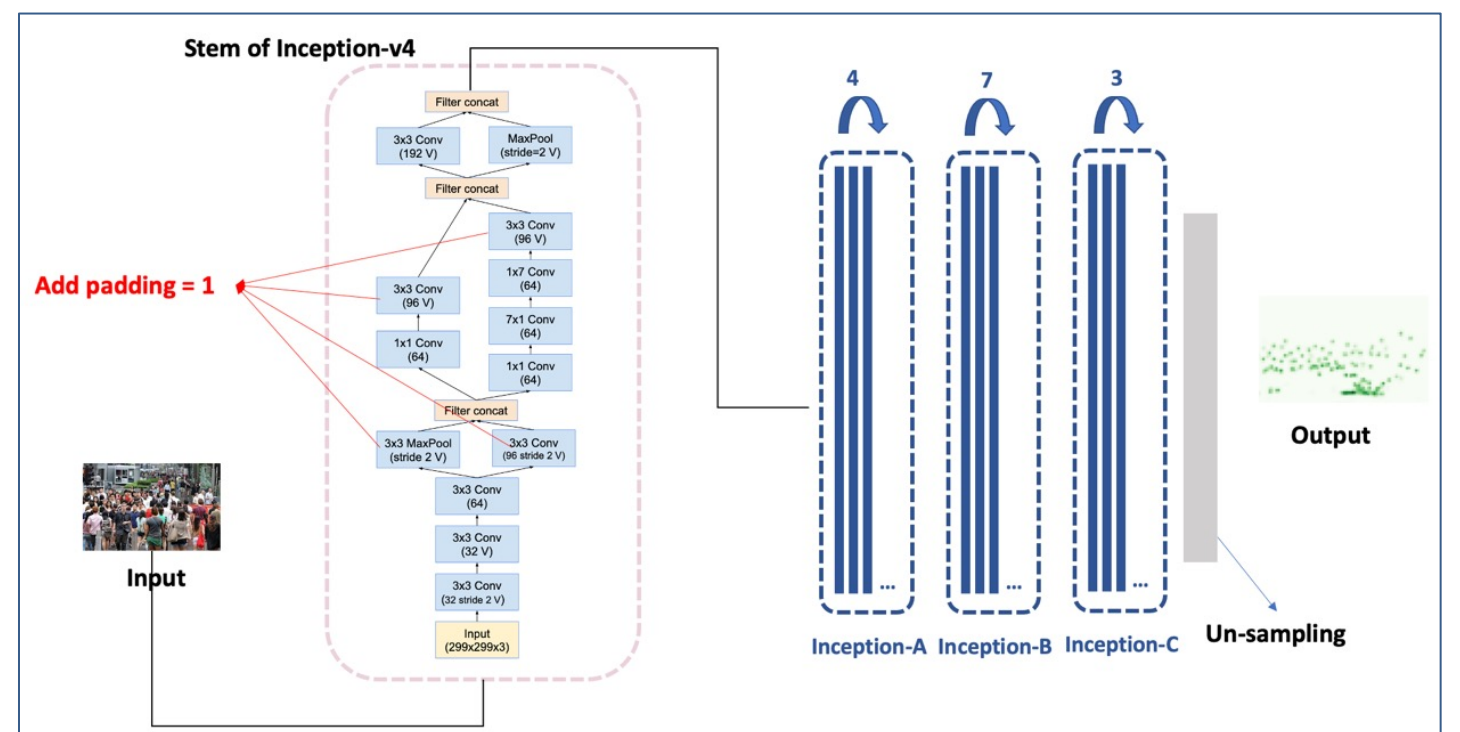 Stem of Inception-v4
Filter concat
3x3 Conv
(192 V)
MaxPool
(stride=2 V)
Filter concat
3x3 Conv
(96 V)
1x7 Conv
(64)
3x3 Conv
(96 V)
7x1 Conv
(64)
1x1 Conv
(64)
1x1 Conv
(64)
Filter concat
3x3 MaxPool
(stride 2 V)
3x3 Conv
(96 stride 2 V)
3x3 Conv
(64)
3x3 Conv
(32 V)
3x3 Conv
(32 stride 2 V)
Input
(299x299x3)
Add padding = 1
Input
4
7
3
...
...
...
Inception-A
Inception-B
Inception-C
Un-sampling
Output